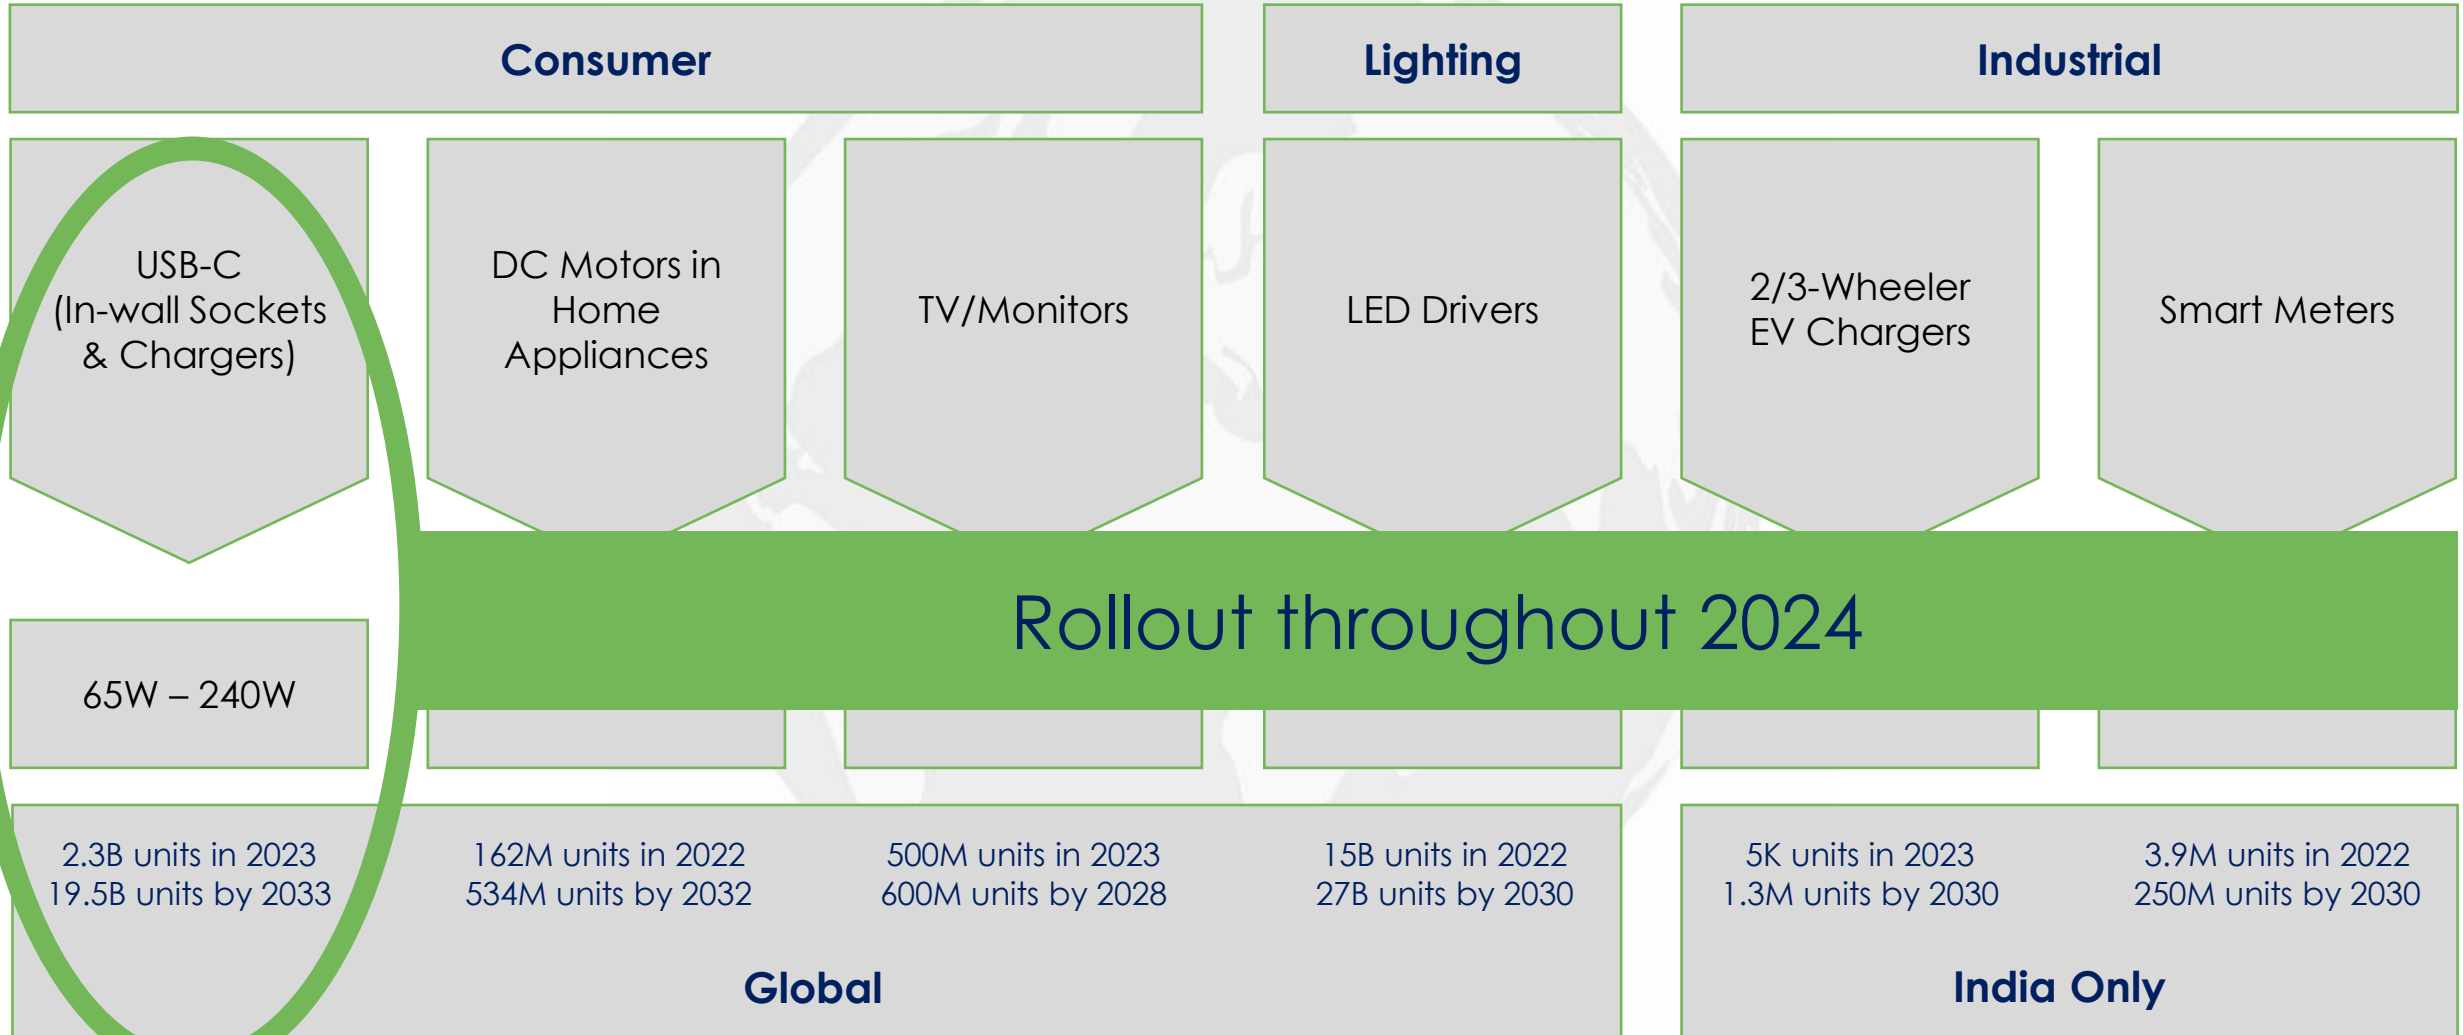 Consumer
Lighting
Industrial
USB-C
(In-wall Sockets
& Chargers)
DC Motors in
Home
Appliances
TV/Monitors
LED Drivers
2/3-Wheeler
EV Chargers
Smart Meters
Rollout throughout 2024
65W – 240W
2.3B units in 2023
19.5B units by 2033
162M units in 2022
534M units by 2032
500M units in 2023
600M units by 2028
15B units in 2022
27B units by 2030
5K units in 2023
1.3M units by 2030
3.9M units in 2022
250M units by 2030
Global
India Only